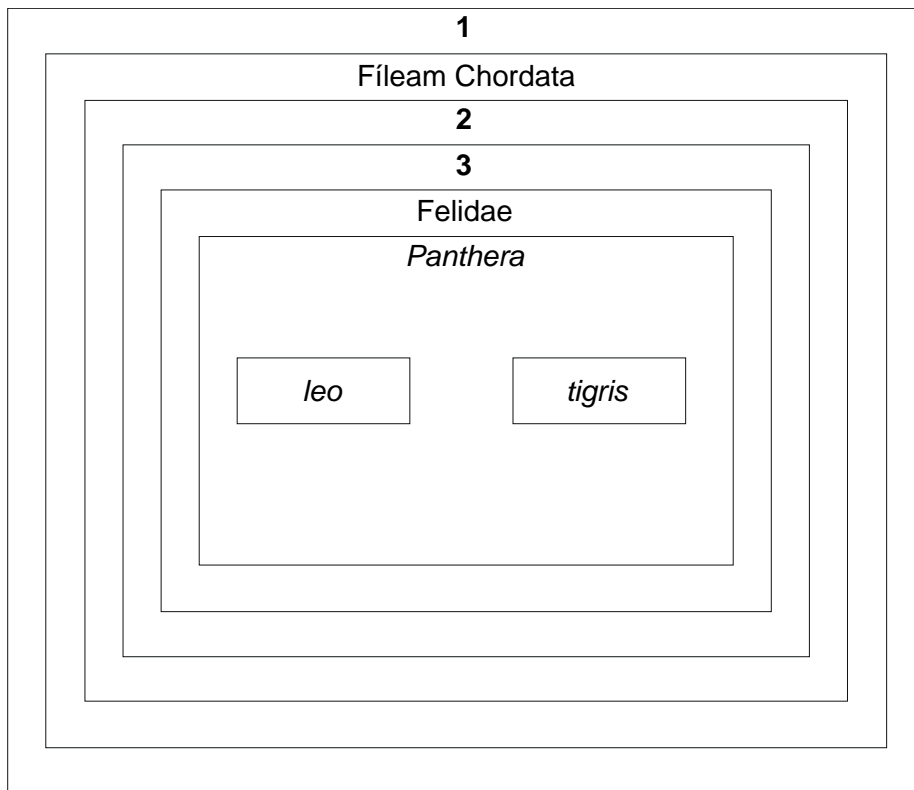 1
Fíleam Chordata
2
3
Felidae
Panthera
leo tigris